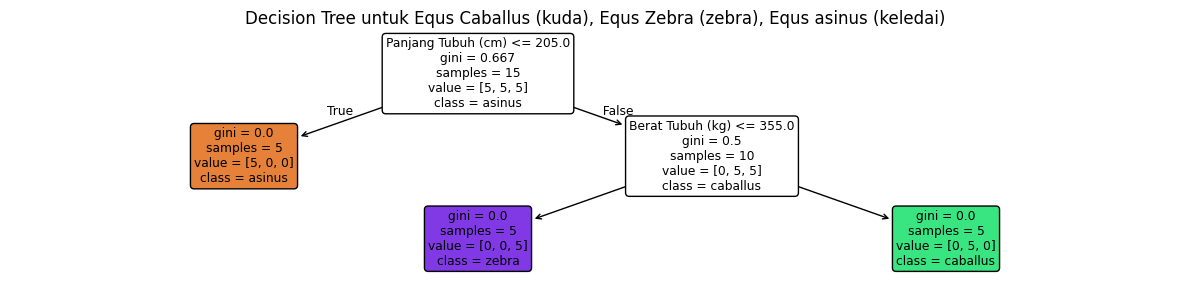 Decision Tree untuk Equs Caballus (kuda), Equs Zebra (zebra), Equs asinus (keledai)
Panjang Tubuh (cm) <= 205.0
gini = 0.667
samples = 15
value = [5, 5, 5]
class = asinus
True
False
gini = 0.0
samples = 5
value = [5, 0, 0]
class = asinus
Berat Tubuh (kg) <= 355.0
gini = 0.5
samples = 10
value = [0, 5, 5]
class = caballus
gini = 0.0
samples = 5
value = [0, 0, 5]
class = zebra
gini = 0.0
samples = 5
value = [0, 5, 0]
class = caballus